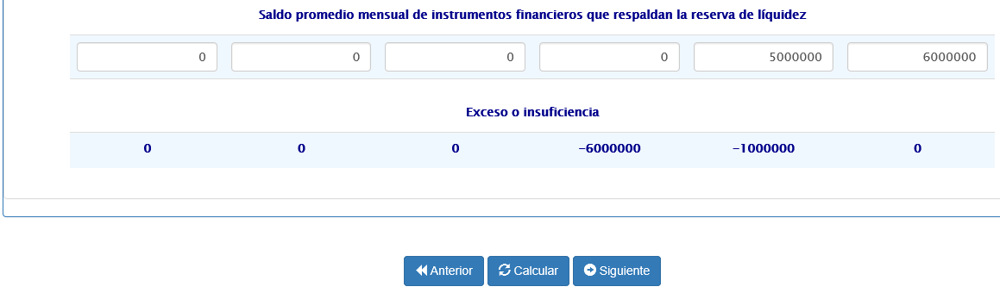 Saldo promedio mensual de instrumentos financieros que respaldan la reserva de líquidez
0 0 0 0 5000000 6000000
Exceso o insuficiencia
0 0 0 -6000000 -1000000 0
Anterior Calcular Siguiente